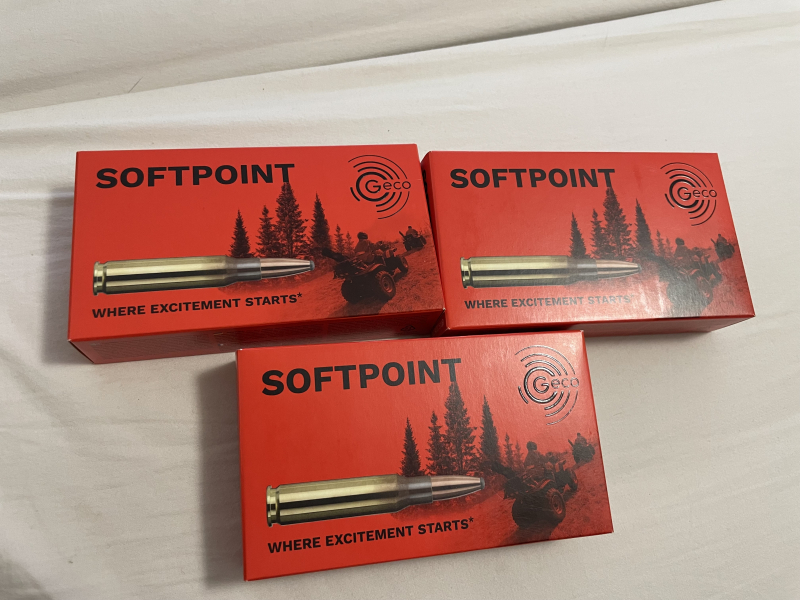 SOFTPOINT
Geco
WHERE EXCITEMENT STARTS*
SOFTPOINT
Geco
WHERE EXCITEMENT STARTS*
SOFTPOINT
Geco
WHERE EXCITEMENT STARTS*